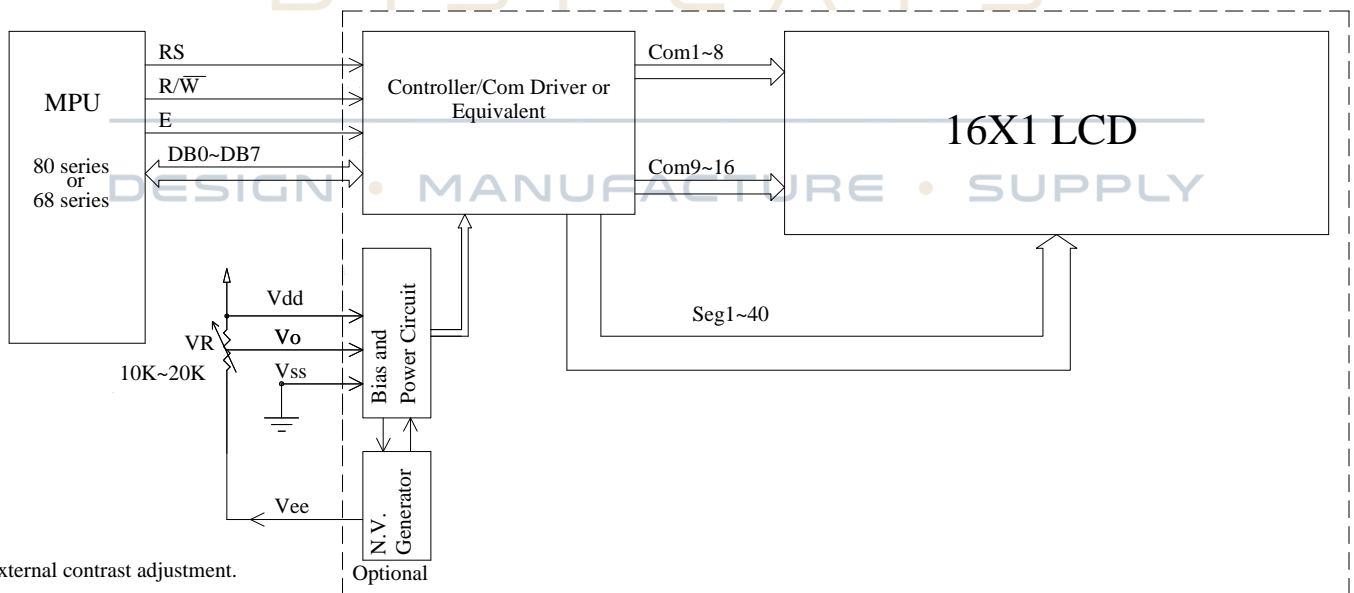 RS
R/W̅
E
DB0~DB7
MPU
80 series
or
68 series
Controller/Com Driver or
Equivalent
Com1~8
Com9~16
16X1 LCD
DESIGN • MANUFACTURE • SUPPLY
Seg1~40
Vdd
Vo
Vss
VR
10K~20K
Bias and
Power Circuit
N.V.
Generator
Vee
Optional
xternal contrast adjustment.